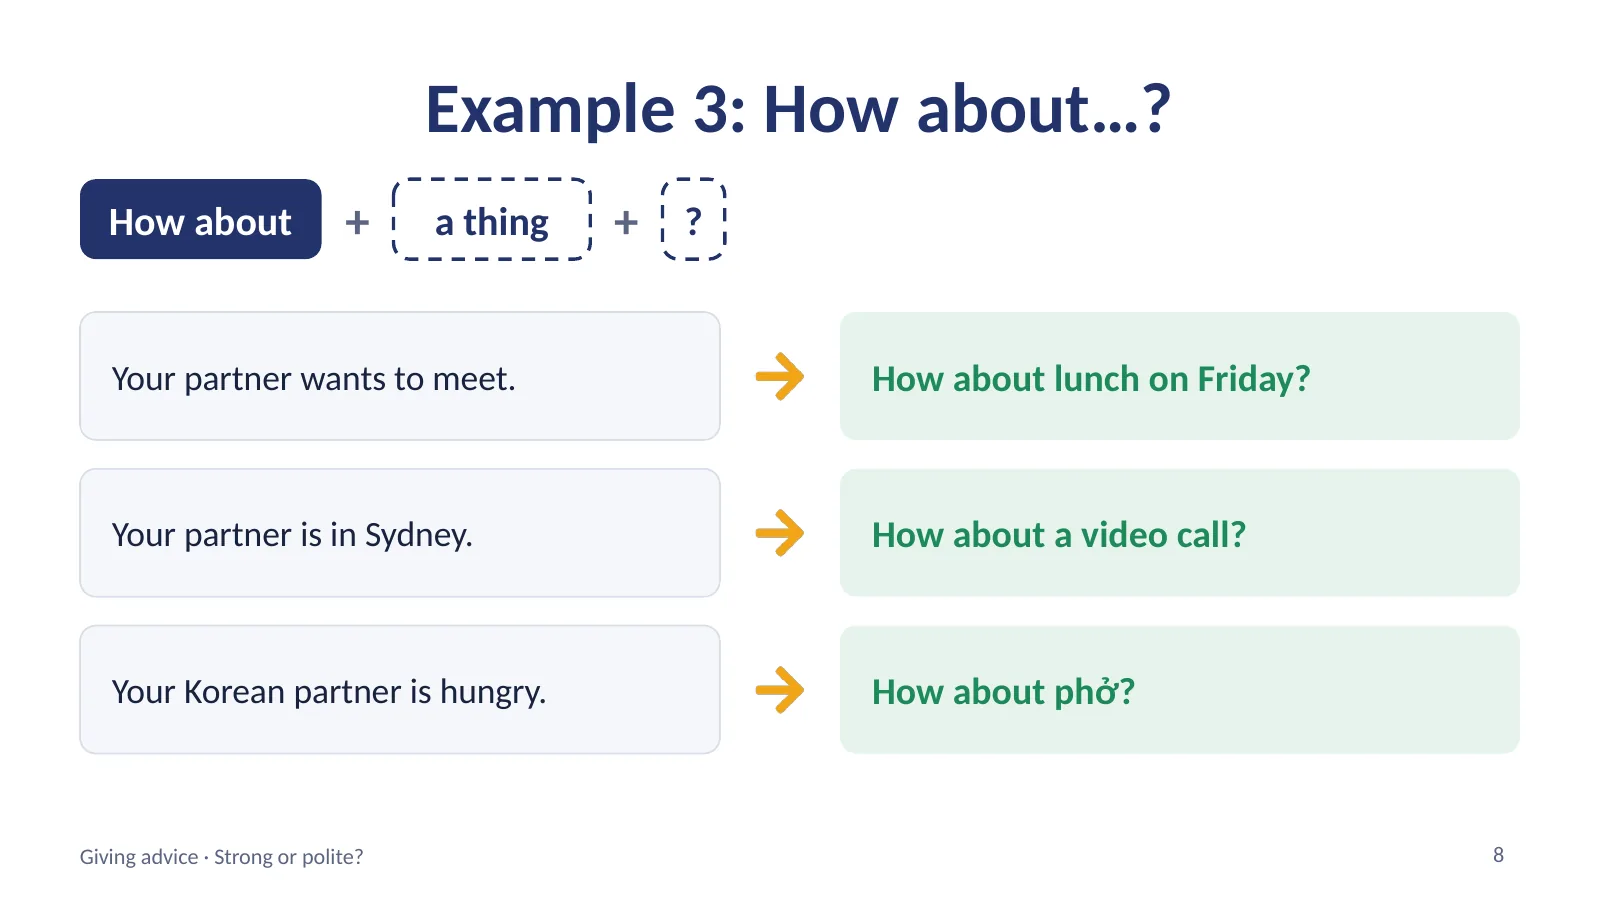 Example 3: How about...?
How about + a thing + ?
Your partner wants to meet.
How about lunch on Friday?
Your partner is in Sydney.
How about a video call?
Your Korean partner is hungry.
How about phở?
Giving advice · Strong or polite?
8